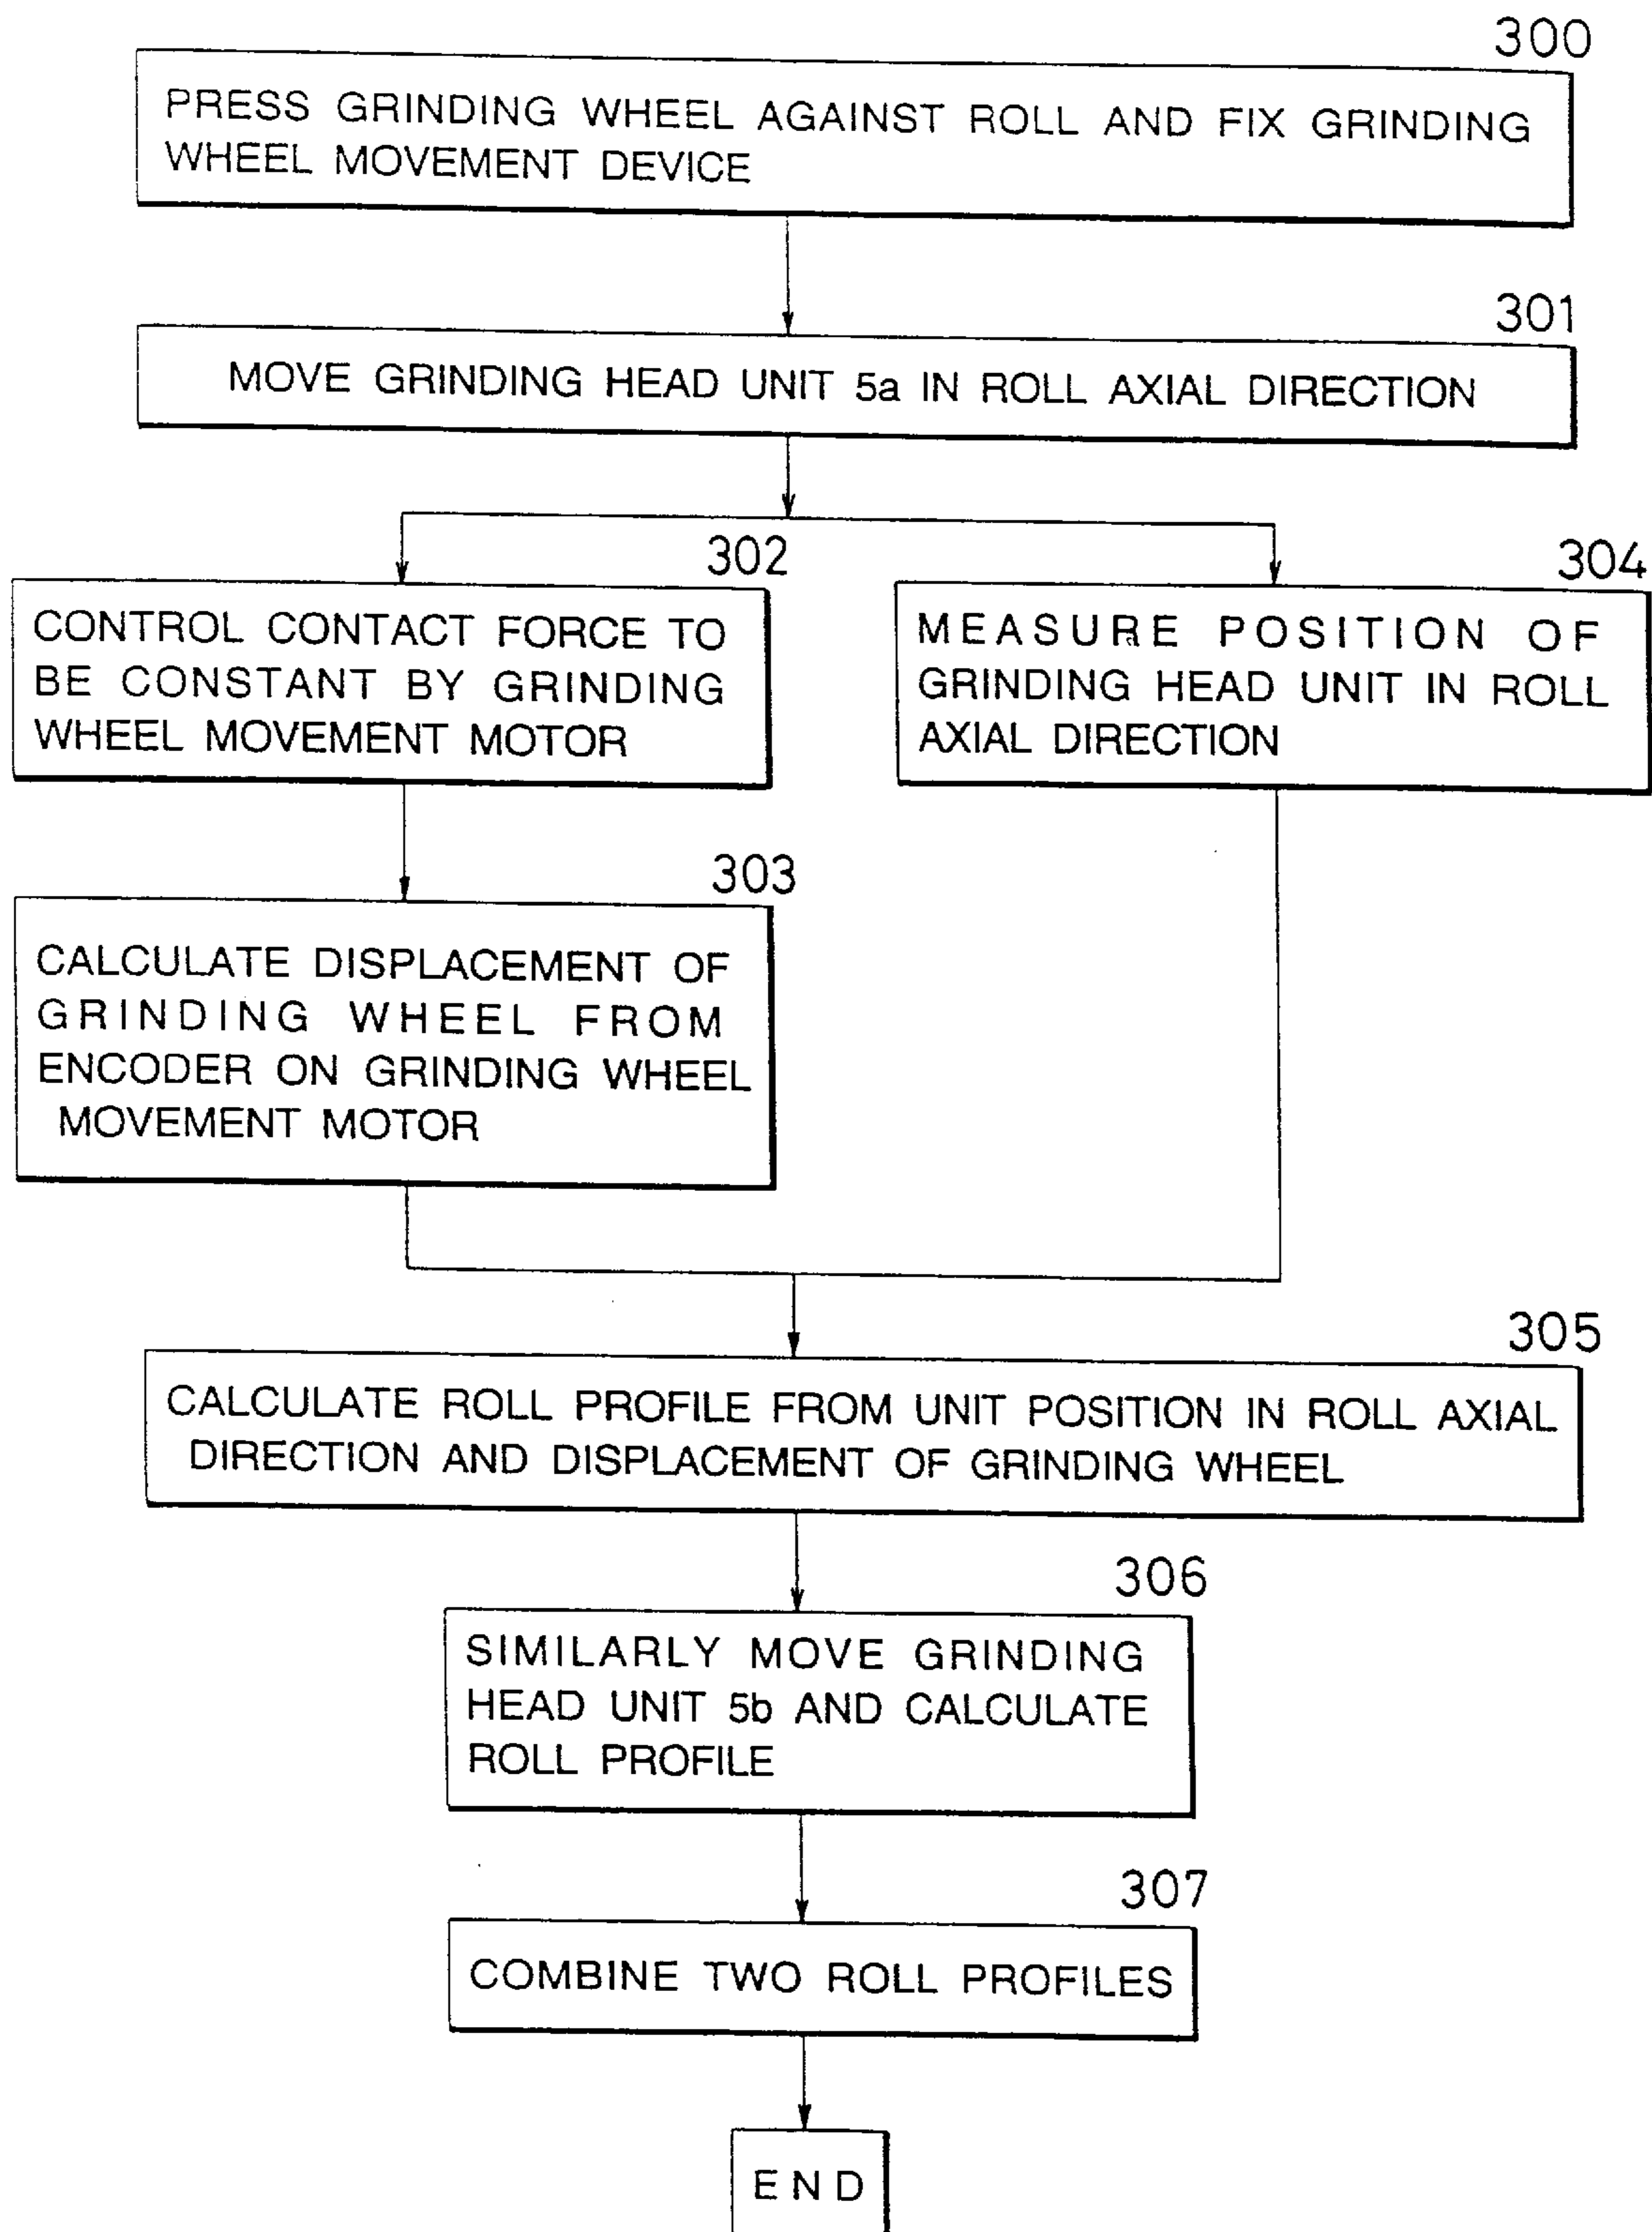 300
PRESS GRINDING WHEEL AGAINST ROLL AND FIX GRINDING
WHEEL MOVEMENT DEVICE
301
MOVE GRINDING HEAD UNIT 5a IN ROLL AXIAL DIRECTION
302
CONTROL CONTACT FORCE TO
BE CONSTANT BY GRINDING
WHEEL MOVEMENT MOTOR
304
MEASURE POSITION OF
GRINDING HEAD UNIT IN ROLL
AXIAL DIRECTION
303
CALCULATE DISPLACEMENT OF
GRINDING WHEEL FROM
ENCODER ON GRINDING WHEEL
MOVEMENT MOTOR
305
CALCULATE ROLL PROFILE FROM UNIT POSITION IN ROLL AXIAL
DIRECTION AND DISPLACEMENT OF GRINDING WHEEL
306
SIMILARLY MOVE GRINDING
HEAD UNIT 5b AND CALCULATE
ROLL PROFILE
307
COMBINE TWO ROLL PROFILES
END